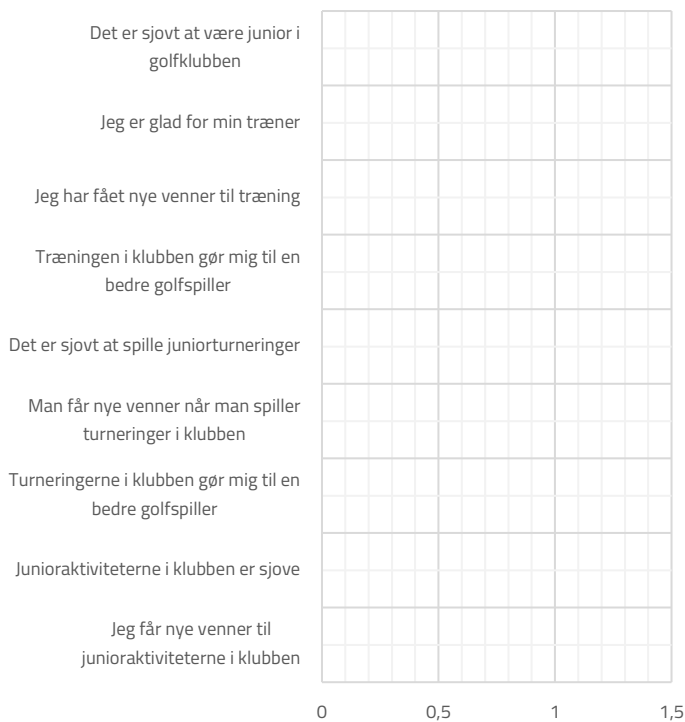 Det er sjovt at være junior i
golfklubben
Jeg er glad for min træner
Jeg har fået nye venner til træning
Træningen i klubben gør mig til en
bedre golfspiller
Det er sjovt at spille juniorturneringer
Man får nye venner når man spiller
turneringer i klubben
Turneringerne i klubben gør mig til en
bedre golfspiller
Junioraktiviteterne i klubben er sjove
Jeg får nye venner til
junioraktiviteterne i klubben
0 0,5 1 1,5